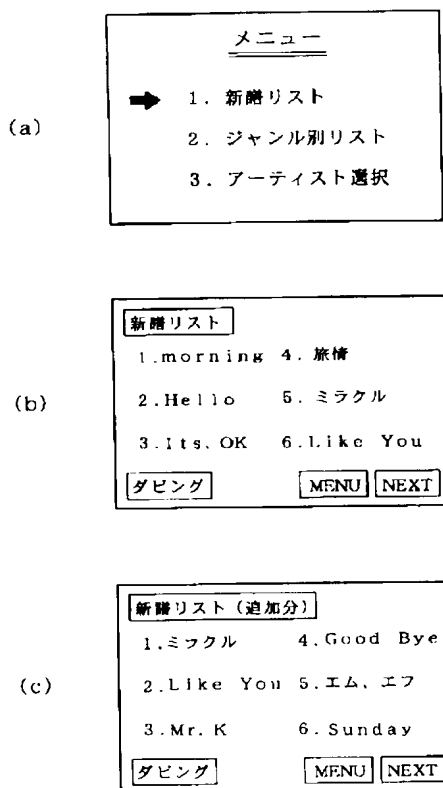 メニュー
(a)
1. 新譜リスト
2. ジャンル別リスト
3. アーティスト選択
新譜リスト
1.morning 4. 旅情
(b)
2.Hello 5. ミラクル
3.Its、OK 6.Like You
ダビング MENU NEXT
新譜リスト(追加分)
1.ミラクル 4.Good Bye
(c)
2.Like You 5.エム、エフ
3.Mr. K 6.Sunday
ダビング MENU NEXT